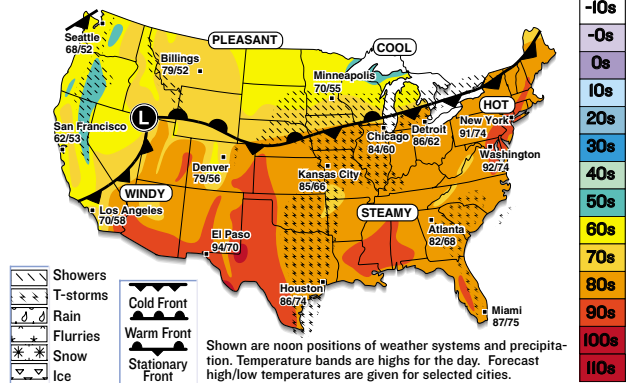 Seattle
68/52
PLEASANT
COOL
Billings
79/52
Minneapolis
70/55
L
HOT
San Francisco
62/53
Chicago
84/60
Detroit
86/62
New York
91/74
Washington
92/74
Denver
79/56
Kansas City
85/66
WINDY
STEAMY
Los Angeles
70/58
El Paso
94/70
Atlanta
82/68
Houston
86/74
Miami
87/75
Showers
T-storms
Rain
Flurries
Snow
Ice
Cold Front
Warm Front
Stationary
Front
Shown are noon positions of weather systems and precipita-
tion. Temperature bands are highs for the day. Forecast
high/low temperatures are given for selected cities.
-10s
-0s
0s
10s
20s
30s
40s
50s
60s
70s
80s
90s
100s
110s